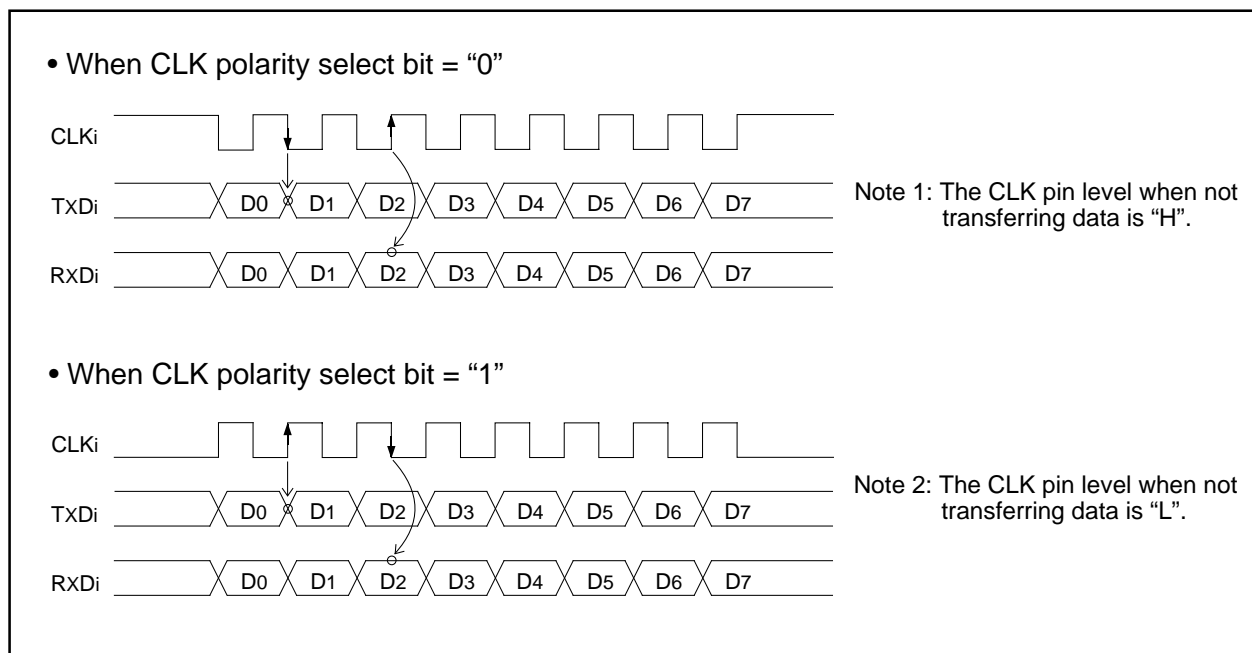 • When CLK polarity select bit = “0”
CLKi
TXDi D0 D1 D2 D3 D4 D5 D6 D7
RXDi D0 D1 D2 D3 D4 D5 D6 D7
Note 1: The CLK pin level when not
transferring data is “H”.
• When CLK polarity select bit = “1”
CLKi
TXDi D0 D1 D2 D3 D4 D5 D6 D7
RXDi D0 D1 D2 D3 D4 D5 D6 D7
Note 2: The CLK pin level when not
transferring data is “L”.